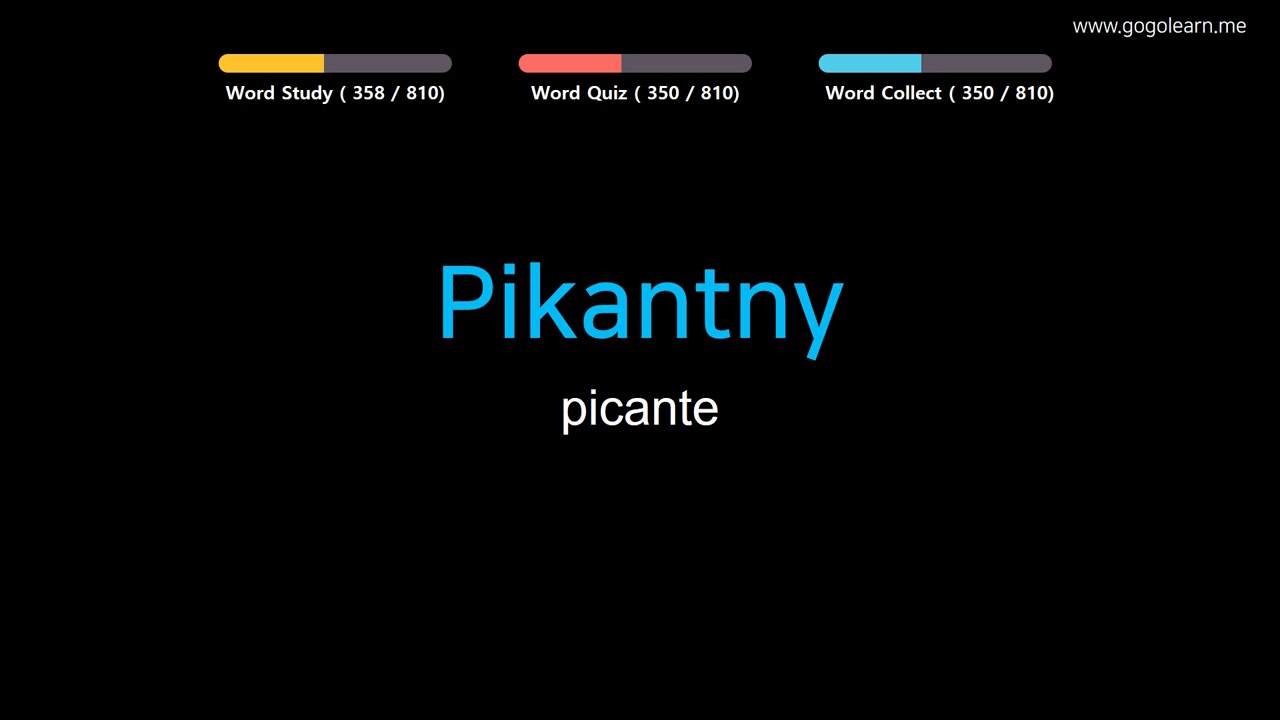 www.gogolearn.me
Word Study ( 358 / 810)
Word Quiz ( 350 / 810)
Word Collect ( 350 / 810)
Pikantny
picante